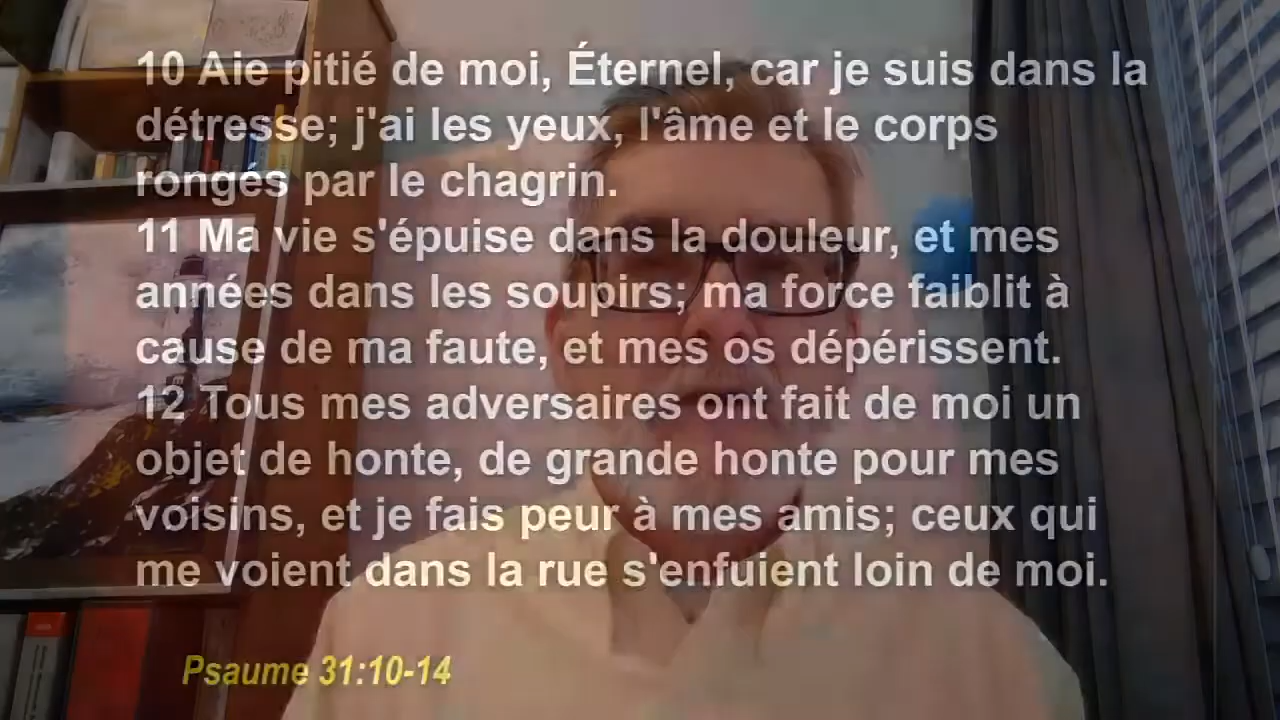 10 Aie pitié de moi, Éternel, car je suis dans la
détresse; j'ai les yeux, l'âme et le corps
rongés par le chagrin.
11 Ma vie s'épuise dans la douleur, et mes
années dans les soupirs; ma force faiblit à
cause de ma faute, et mes os dépérissent.
12 Tous mes adversaires ont fait de moi un
objet de honte, de grande honte pour mes
voisins, et je fais peur à mes amis; ceux qui
me voient dans la rue s'enfuient loin de moi.
Psaume 31:10-14